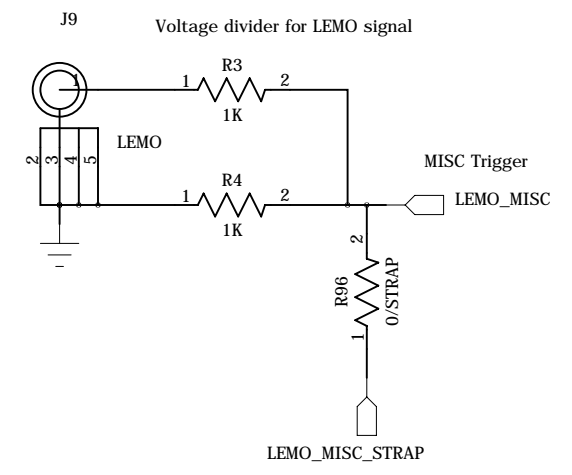 J9
Voltage divider for LEMO signal
R3
1
1
2
1K
LEMO
2
3
4
5
MISC Trigger
R4
1
2
1K
LEMO_MISC
2
R96
0/STRAP
1
LEMO_MISC_STRAP